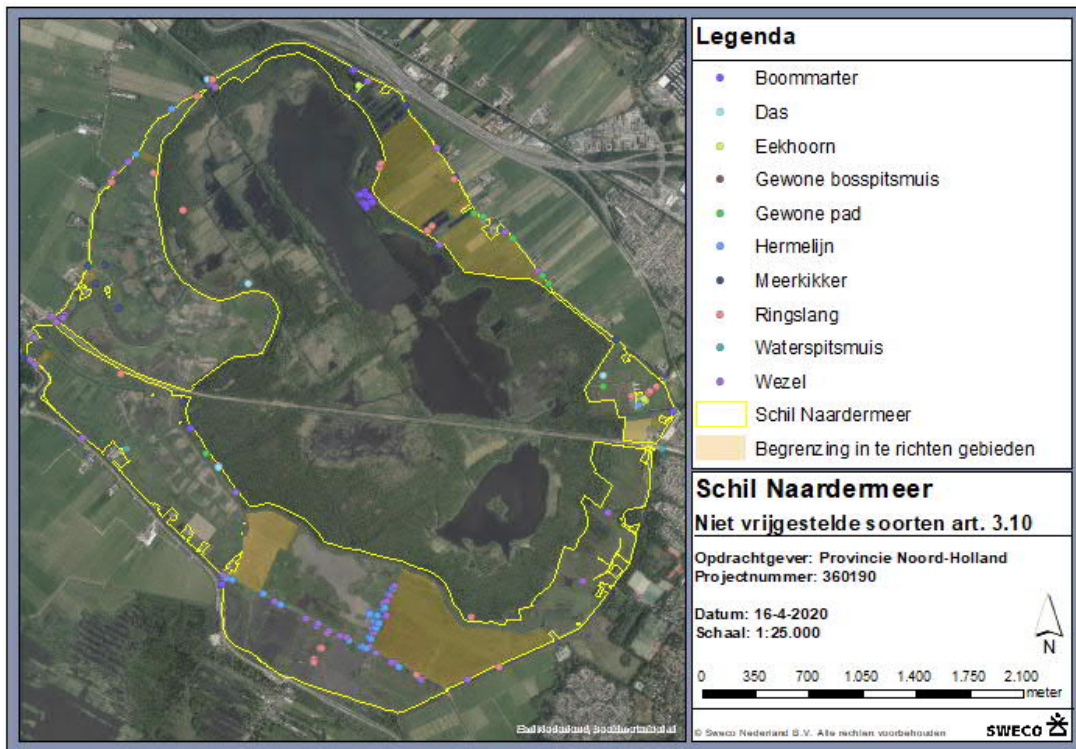 Legenda
Boommarter
Das
Eekhoorn
Gewone bosspitsmuis
Gewone pad
Hermelijn
Meerkikker
Ringslang
Waterspitsmuis
Wezel
Schil Naardermeer
Begrenzing in te richten gebieden
Schil Naardermeer
Niet vrijgestelde soorten art. 3.10
Opdrachtgever: Provincie Noord-Holland
Projectnummer: 360190
Datum: 16-4-2020
Schaal: 1:25.000
N
0 350 700 1.050 1.400 1.750 2.100
meter
© Sweco Nederland B.V. Alle rechten voorbehouden
SWECO